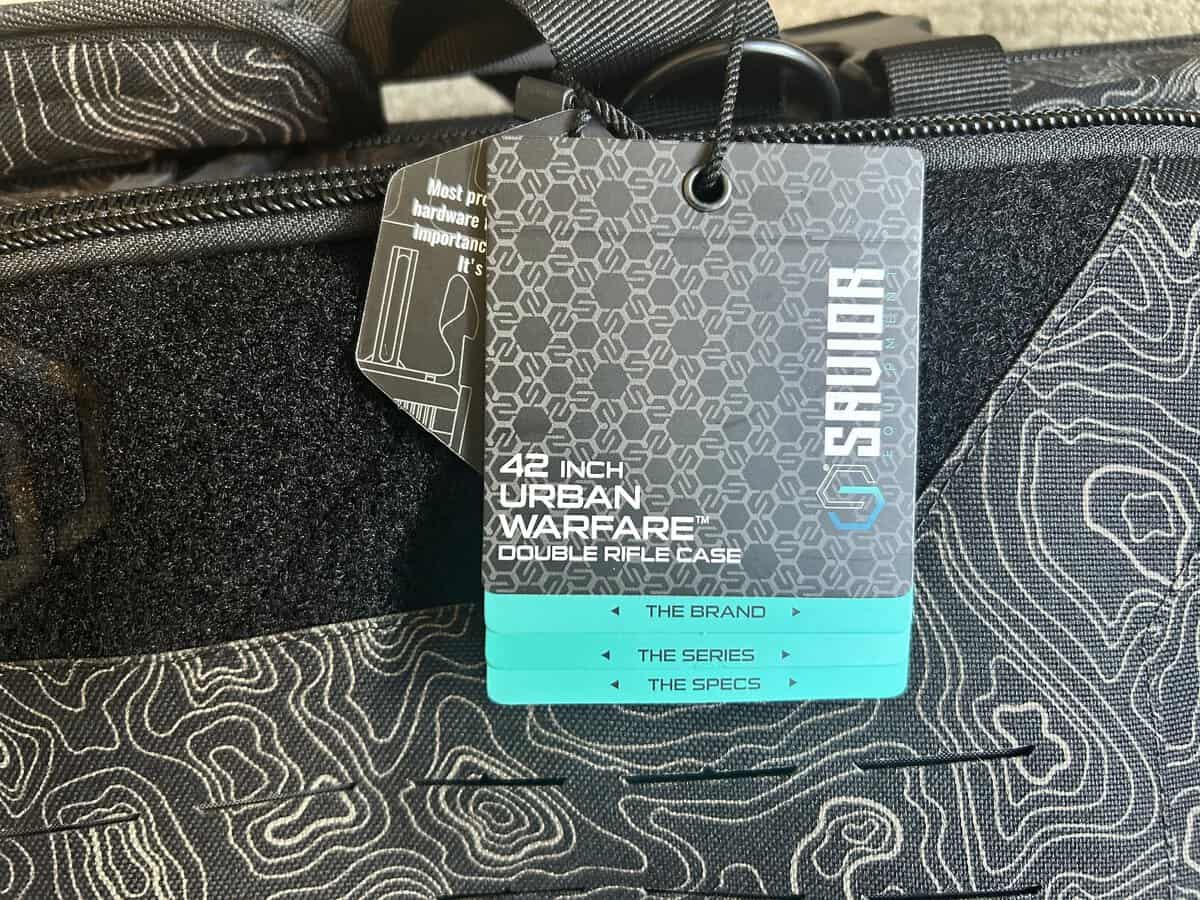 Most
hardware
importanc
It's
SAVIOR
EQUIPMENT
42 INCH
URBAN
WARFARE™
DOUBLE RIFLE CASE
◄ THE BRAND ►
◄ THE SERIES ►
◄ THE SPECS ►